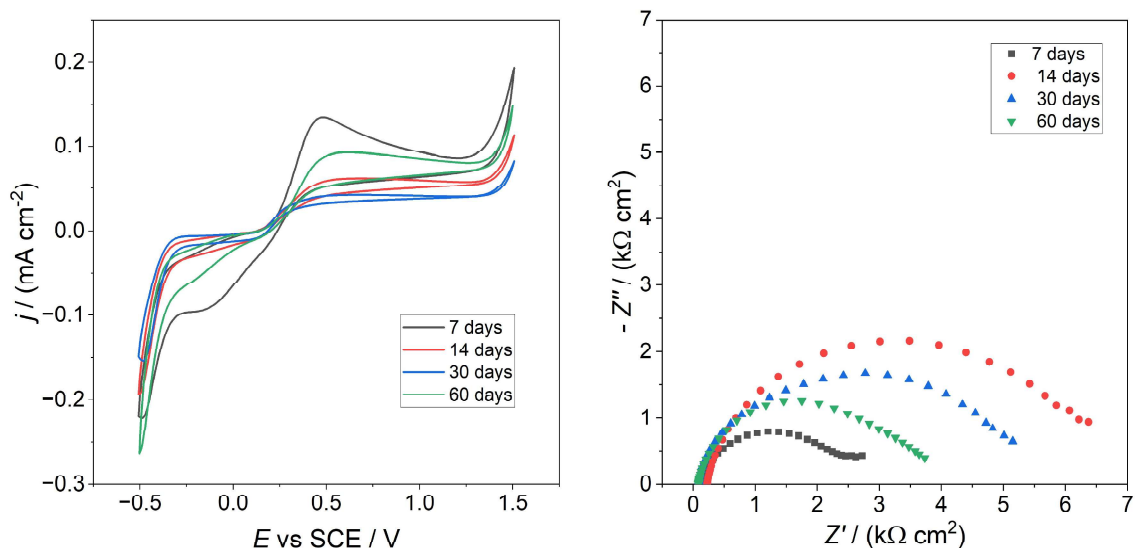 0.2
0.1
0.0
−0.1
−0.2
−0.3
j / (mA cm⁻²)
−0.5
0.0
0.5
1.0
1.5
E vs SCE / V
7 days
14 days
30 days
60 days
7
6
5
4
3
2
1
0
- Z″ / (kΩ cm²)
0
1
2
3
4
5
6
7
Z′ / (kΩ cm²)
7 days
14 days
30 days
60 days